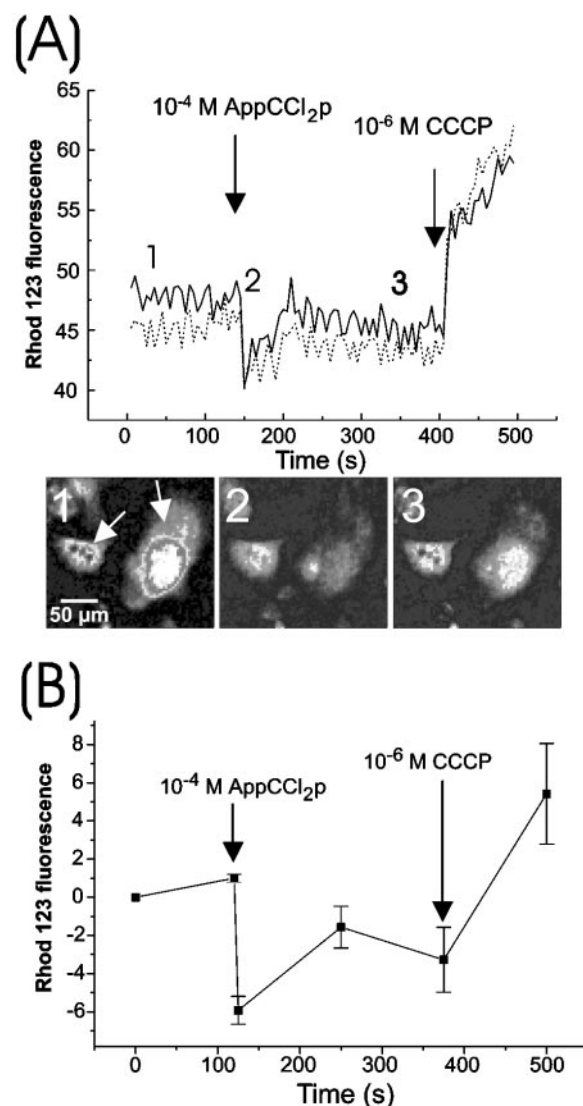 (A)
10⁻⁴ M AppCCl₂p
10⁻⁶ M CCCP
65
60
55
50
45
40
Rhod 123 fluorescence
1
2
3
0 100 200 300 400 500
Time (s)
1
2
3
50 µm
(B)
10⁻⁴ M AppCCl₂p
10⁻⁶ M CCCP
8
6
4
2
0
-2
-4
-6
Rhod 123 fluorescence
0 100 200 300 400 500
Time (s)